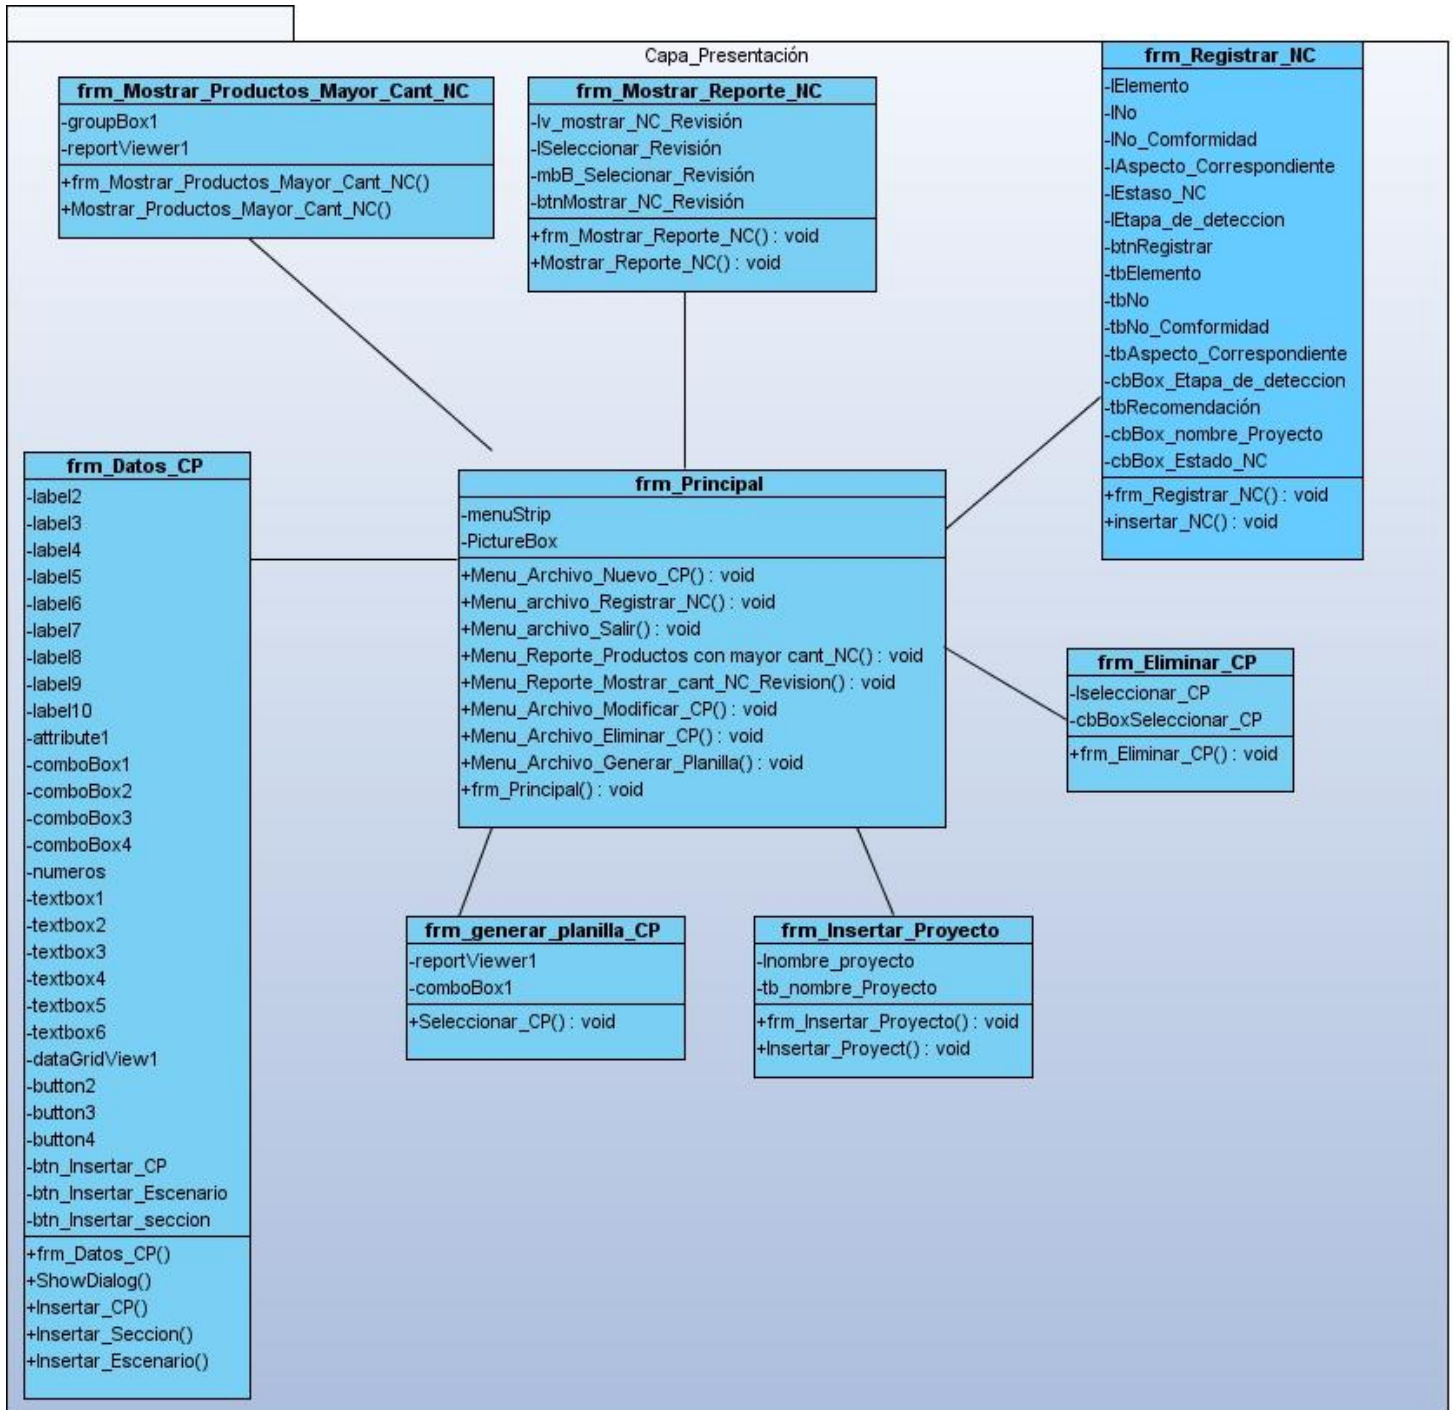 Capa_Presentación
frm_Mostrar_Productos_Mayor_Cant_NC
-groupBox1
-reportViewer1
+frm_Mostrar_Productos_Mayor_Cant_NC()
+Mostrar_Productos_Mayor_Cant_NC()
frm_Mostrar_Reporte_NC
-lv_mostrar_NC_Revisión
-lSeleccionar_Revisión
-mbB_Selecionar_Revisión
-btnMostrar_NC_Revisión
+frm_Mostrar_Reporte_NC() : void
+Mostrar_Reporte_NC() : void
frm_Registrar_NC
-lElemento
-lNo
-lNo_Comformidad
-lAspecto_Correspondiente
-lEstaso_NC
-lEtapa_de_deteccion
-btnRegistrar
-tbElemento
-tbNo
-tbNo_Comformidad
-tbAspecto_Correspondiente
-cbBox_Etapa_de_deteccion
-tbRecomendación
-cbBox_nombre_Proyecto
-cbBox_Estado_NC
+frm_Registrar_NC() : void
+insertar_NC() : void
frm_Datos_CP
-label2
-label3
-label4
-label5
-label6
-label7
-label8
-label9
-label10
-attribute1
-comboBox1
-comboBox2
-comboBox3
-comboBox4
-numeros
-textbox1
-textbox2
-textbox3
-textbox4
-textbox5
-textbox6
-dataGridView1
-button2
-button3
-button4
-btn_Insertar_CP
-btn_Insertar_Escenario
-btn_Insertar_seccion
+frm_Datos_CP()
+ShowDialog()
+Insertar_CP()
+Insertar_Seccion()
+Insertar_Escenario()
frm_Principal
-menuStrip
-PictureBox
+Menu_Archivo_Nuevo_CP() : void
+Menu_archivo_Registrar_NC() : void
+Menu_archivo_Salir() : void
+Menu_Reporte_Productos con mayor cant_NC() : void
+Menu_Reporte_Mostrar_cant_NC_Revision() : void
+Menu_Archivo_Modificar_CP() : void
+Menu_Archivo_Eliminar_CP() : void
+Menu_Archivo_Generar_Planilla() : void
+frm_Principal() : void
frm_Eliminar_CP
-lseleccionar_CP
-cbBoxSeleccionar_CP
+frm_Eliminar_CP() : void
frm_generar_planilla_CP
-reportViewer1
-comboBox1
+Seleccionar_CP() : void
frm_Insertar_Proyecto
-lnombre_proyecto
-tb_nombre_Proyecto
+frm_Insertar_Proyecto() : void
+Insertar_Proyect() : void